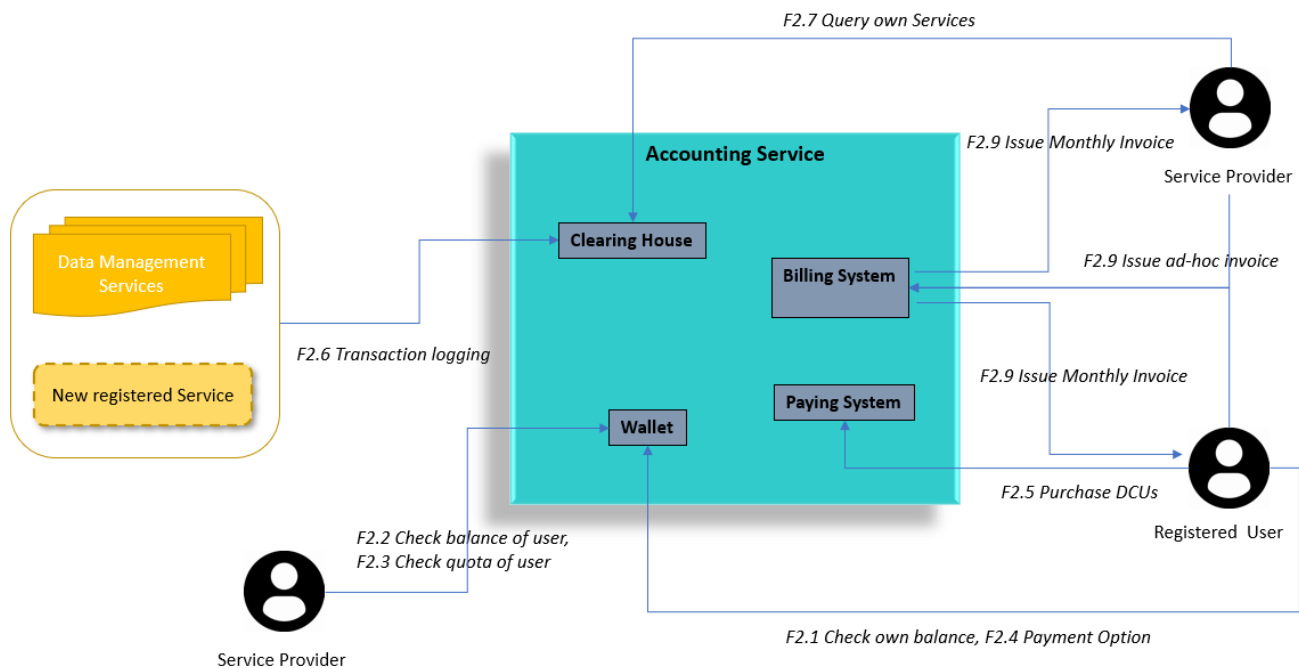 F2.7 Query own Services
F2.9 Issue Monthly Invoice
Accounting Service
Service Provider
Clearing House
Data Management
Services
Billing System
F2.9 Issue ad-hoc invoice
F2.6 Transaction logging
F2.9 Issue Monthly Invoice
New registered Service
Paying System
Wallet
F2.5 Purchase DCUs
Registered User
F2.2 Check balance of user,
F2.3 Check quota of user
F2.1 Check own balance, F2.4 Payment Option
Service Provider